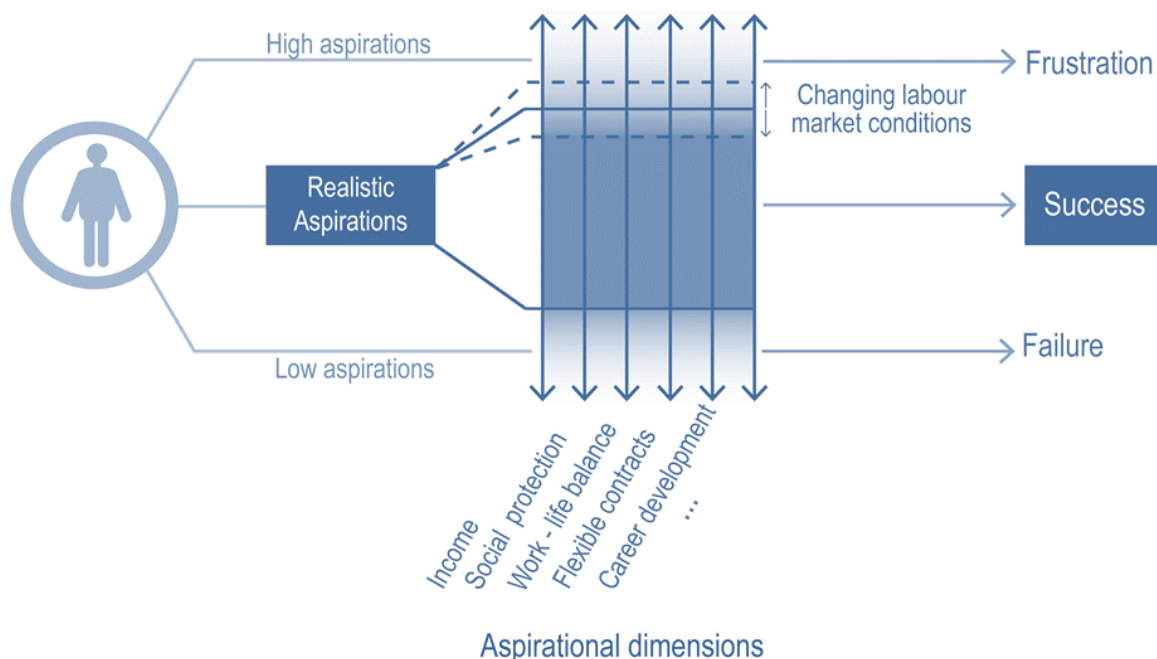 High aspirations
Frustration
Changing labour
market conditions
Realistic
Aspirations
Success
Low aspirations
Failure
Income
Social protection
Work - life balance
Flexible contracts
Career development
...
Aspirational dimensions